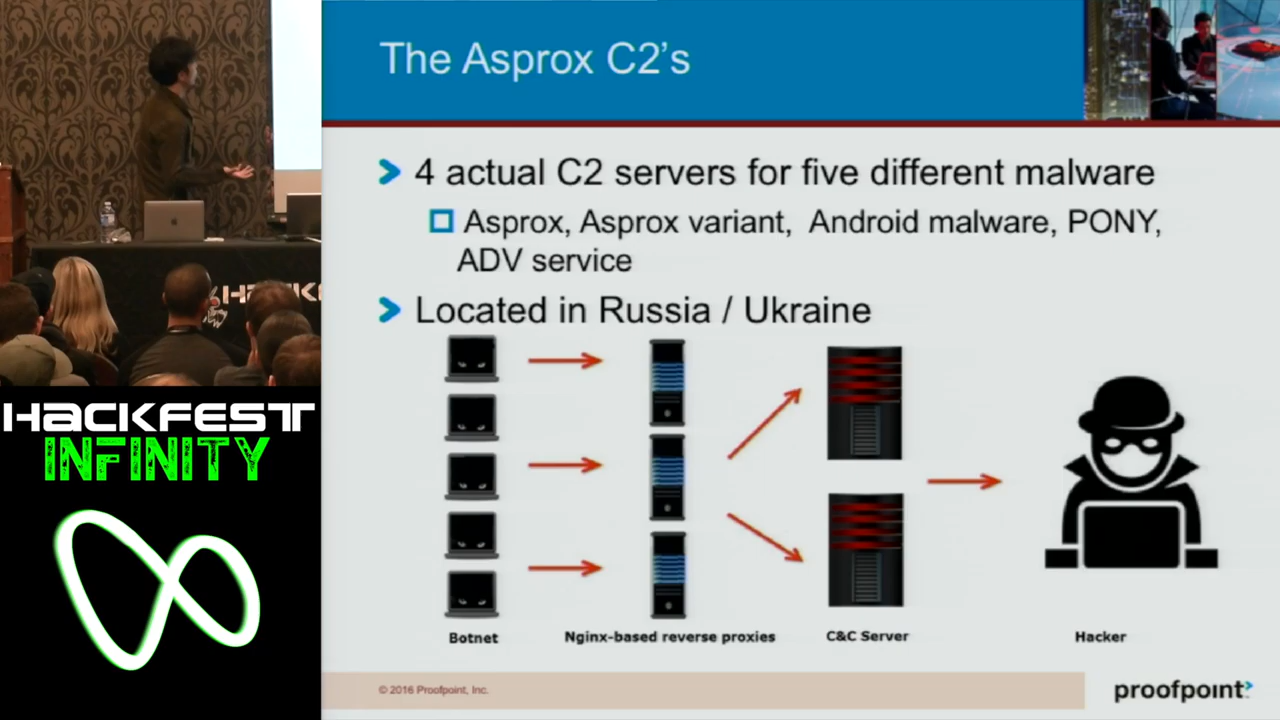 The Asprox C2's
4 actual C2 servers for five different malware
Asprox, Asprox variant, Android malware, PONY,
ADV service
Located in Russia / Ukraine
Botnet
Nginx-based reverse proxies
C&C Server
Hacker
© 2016 Proofpoint, Inc.
proofpoint
HACKFEST
INFINITY
HACKF